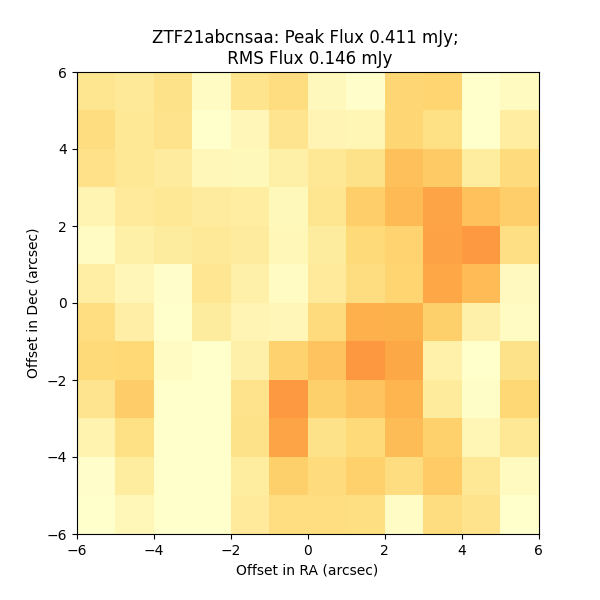 ZTF21abcnsaa: Peak Flux 0.411 mJy;
RMS Flux 0.146 mJy
6
4
2
0
−2
−4
−6
Offset in Dec (arcsec)
−6 −4 −2 0 2 4 6
Offset in RA (arcsec)